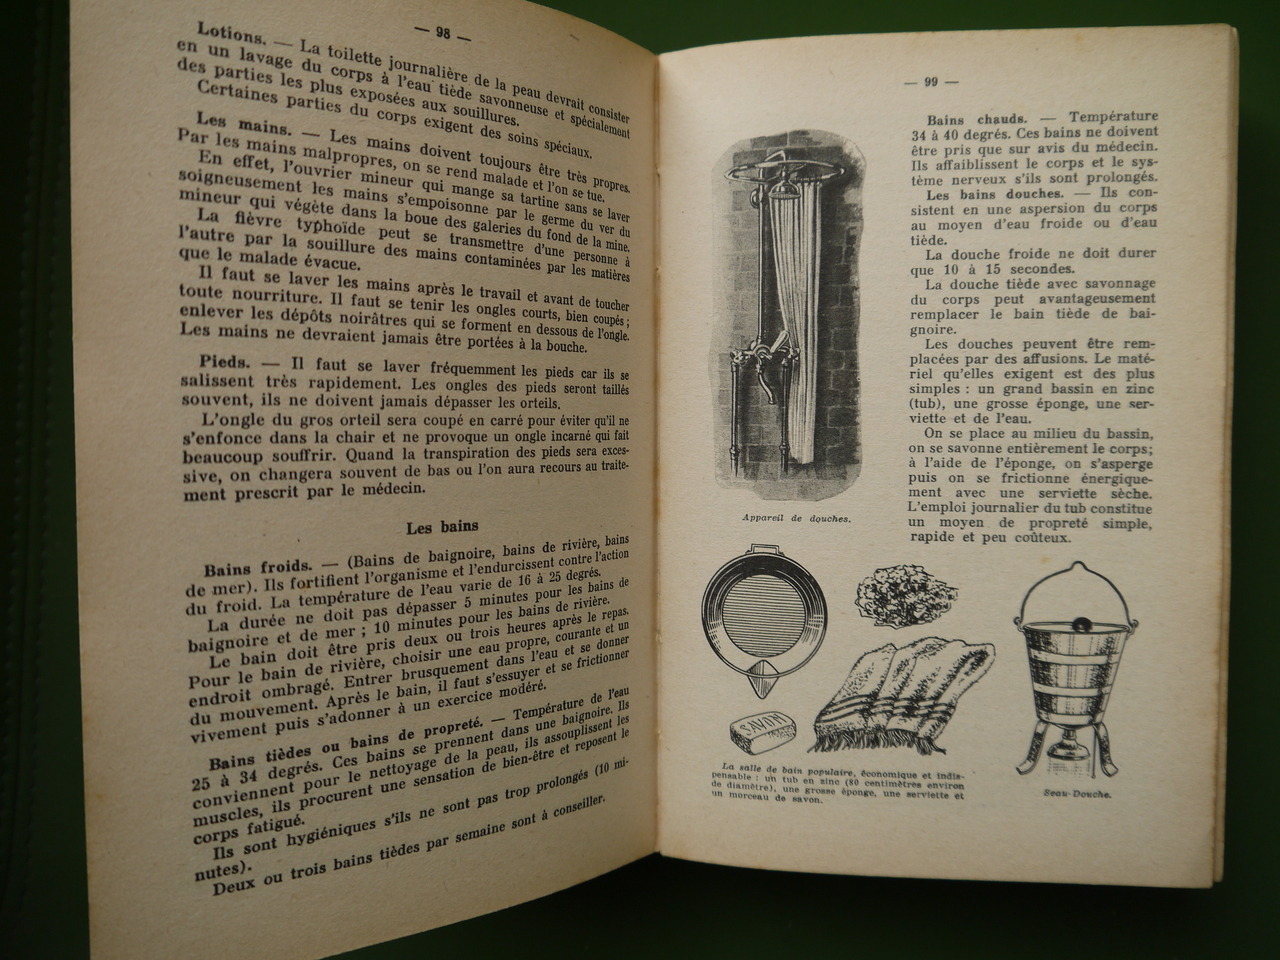 — 98 —
Lotions. — La toilette journalière de la peau devrait consister
en un lavage du corps à l'eau tiède savonneuse et spécialement
des parties les plus exposées aux souillures.
Certaines parties du corps exigent des soins spéciaux.
Les mains. — Les mains doivent toujours être très propres.
Par les mains malpropres, on se rend malade et l'on se tue.
En effet, l'ouvrier mineur qui mange sa tartine sans se laver
soigneusement les mains s'empoisonne par le germe du ver du
mineur qui végète dans la boue des galeries du fond de la mine.
La fièvre typhoïde peut se transmettre d'une personne à
l'autre par la souillure des mains contaminées par les matières
que le malade évacue.
Il faut se laver les mains après le travail et avant de toucher
toute nourriture. Il faut se tenir les ongles courts, bien coupés ;
enlever les dépôts noirâtres qui se forment en dessous de l'ongle.
Les mains ne devraient jamais être portées à la bouche.
Pieds. — Il faut se laver fréquemment les pieds car ils se
salissent très rapidement. Les ongles des pieds seront taillés
souvent, ils ne doivent jamais dépasser les orteils.
L'ongle du gros orteil sera coupé en carré pour éviter qu'il ne
s'enfonce dans la chair et ne provoque un ongle incarné qui fait
beaucoup souffrir. Quand la transpiration des pieds sera exces-
sive, on changera souvent de bas ou l'on aura recours au traite-
ment prescrit par le médecin.
Les bains
Bains froids. — (Bains de baignoire, bains de rivière, bains
de mer). Ils fortifient l'organisme et l'endurcissent contre l'action
du froid. La température de l'eau varie de 16 à 25 degrés.
La durée ne doit pas dépasser 5 minutes pour les bains de
baignoire et de mer ; 10 minutes pour les bains de rivière.
Le bain doit être pris deux ou trois heures après le repas.
Pour le bain de rivière, choisir une eau propre, courante et un
endroit ombragé. Entrer brusquement dans l'eau et se donner
du mouvement. Après le bain, il faut s'essuyer et se frictionner
vivement puis s'adonner à un exercice modéré.
Bains tièdes ou bains de propreté. — Température de l'eau
25 à 34 degrés. Ces bains se prennent dans une baignoire. Ils
conviennent pour le nettoyage de la peau, ils assouplissent les
muscles, ils procurent une sensation de bien-être et reposent le
corps fatigué.
Ils sont hygiéniques s'ils ne sont pas trop prolongés (10 mi-
nutes).
Deux ou trois bains tièdes par semaine sont à conseiller.
— 99 —
Bains chauds. — Température
34 à 40 degrés. Ces bains ne doivent
être pris que sur avis du médecin.
Ils affaiblissent le corps et le sys-
tème nerveux s'ils sont prolongés.
Les bains douches. — Ils con-
sistent en une aspersion du corps
au moyen d'eau froide ou d'eau
tiède.
La douche froide ne doit durer
que 10 à 15 secondes.
La douche tiède avec savonnage
du corps peut avantageusement
remplacer le bain tiède de bai-
gnoire.
Les douches peuvent être rem-
placées par des affusions. Le maté-
riel qu'elles exigent est des plus
simples : un grand bassin en zinc
(tub), une grosse éponge, une ser-
viette et de l'eau.
On se place au milieu du bassin,
on se savonne entièrement le corps;
à l'aide de l'éponge, on s'asperge
puis on se frictionne énergique-
ment avec une serviette sèche.
L'emploi journalier du tub constitue
un moyen de propreté simple,
rapide et peu coûteux.
Appareil de douches.
SAVON
La salle de bain populaire, économique et indis-
pensable : un tub en zinc (80 centimètres environ
de diamètre), une grosse éponge, une serviette et
un morceau de savon.
Seau-Douche.